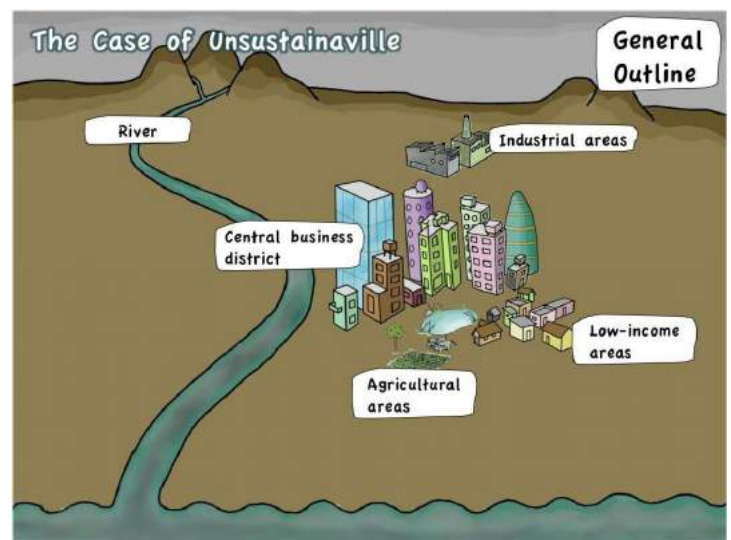 The Case of Unsustainaville
General
Outline
River
Industrial areas
Central business
district
Low-income
areas
Agricultural
areas